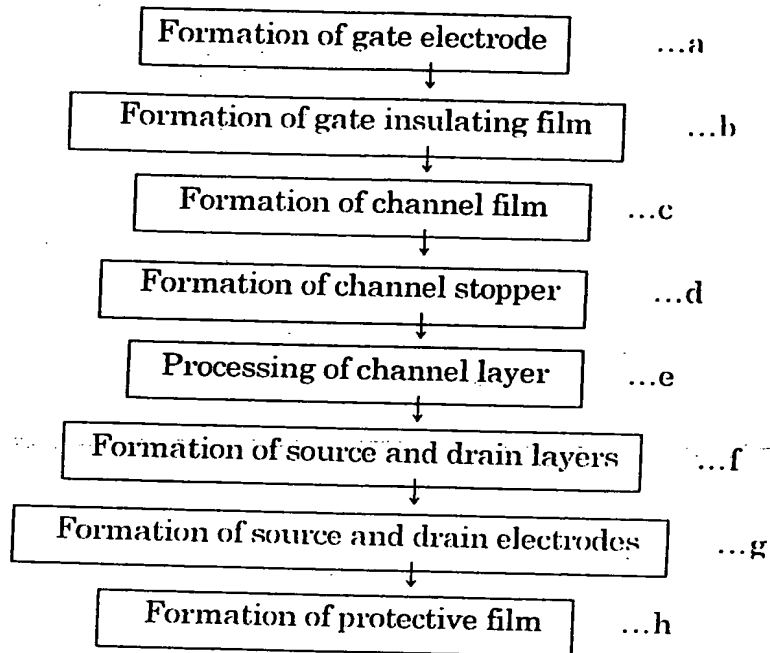 Formation of gate electrode ...a
Formation of gate insulating film ...b
Formation of channel film ...c
Formation of channel stopper ...d
Processing of channel layer ...e
Formation of source and drain layers ...f
Formation of source and drain electrodes ...g
Formation of protective film ...h